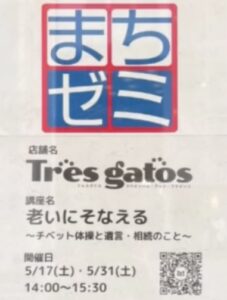 まち
ゼミ
店舗名
Tres gatos
講座名
老いにそなえる
～チベット体操と遺言・相続のこと～
開催日
5/17(土)・5/31(土)
14:00～15:30